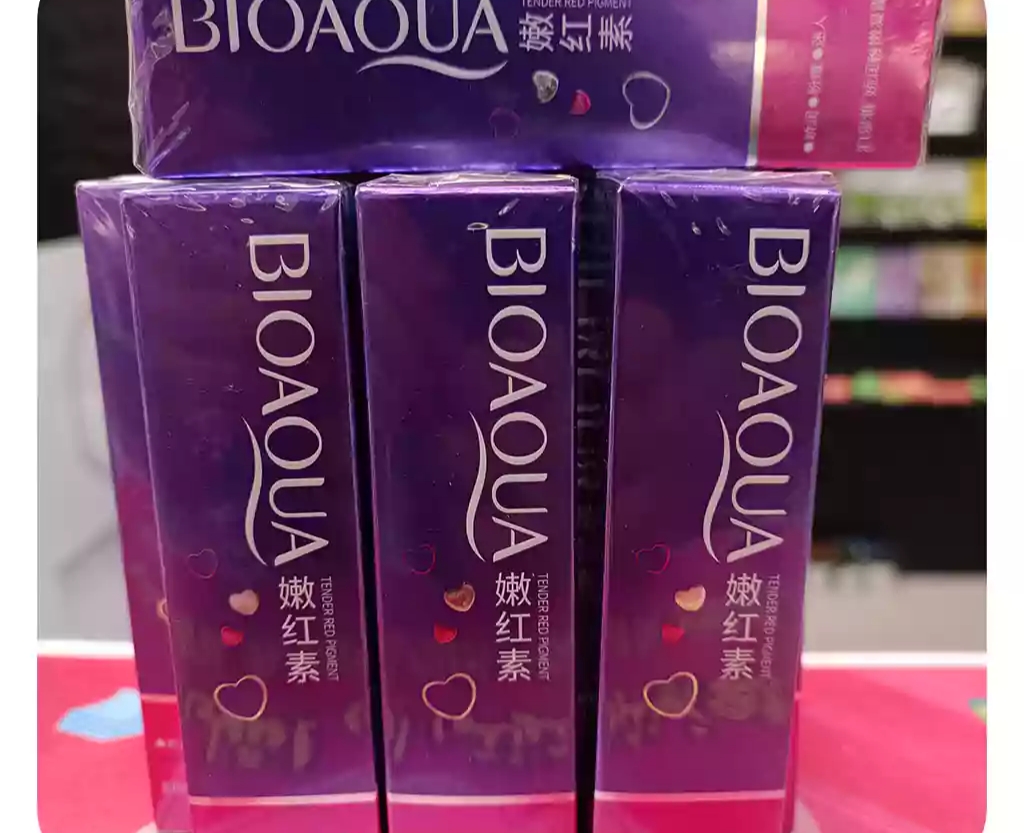 BIOAQUA
TENDER RED PIGMENT
嫩红素
BIOAQUA
嫩红素
TENDER RED PIGMENT
BIOAQUA
嫩红素
TENDER RED PIGMENT
BIOAQUA
嫩红素
TENDER RED PIGMENT